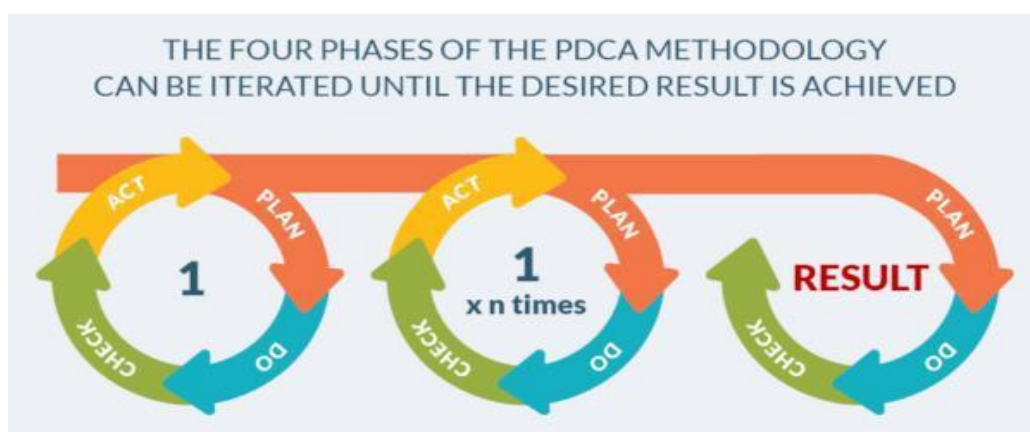 THE FOUR PHASES OF THE PDCA METHODOLOGY
CAN BE ITERATED UNTIL THE DESIRED RESULT IS ACHIEVED
ACT
PLAN
1
CHECK
DO
ACT
PLAN
1
x n times
CHECK
DO
PLAN
RESULT
CHECK
DO